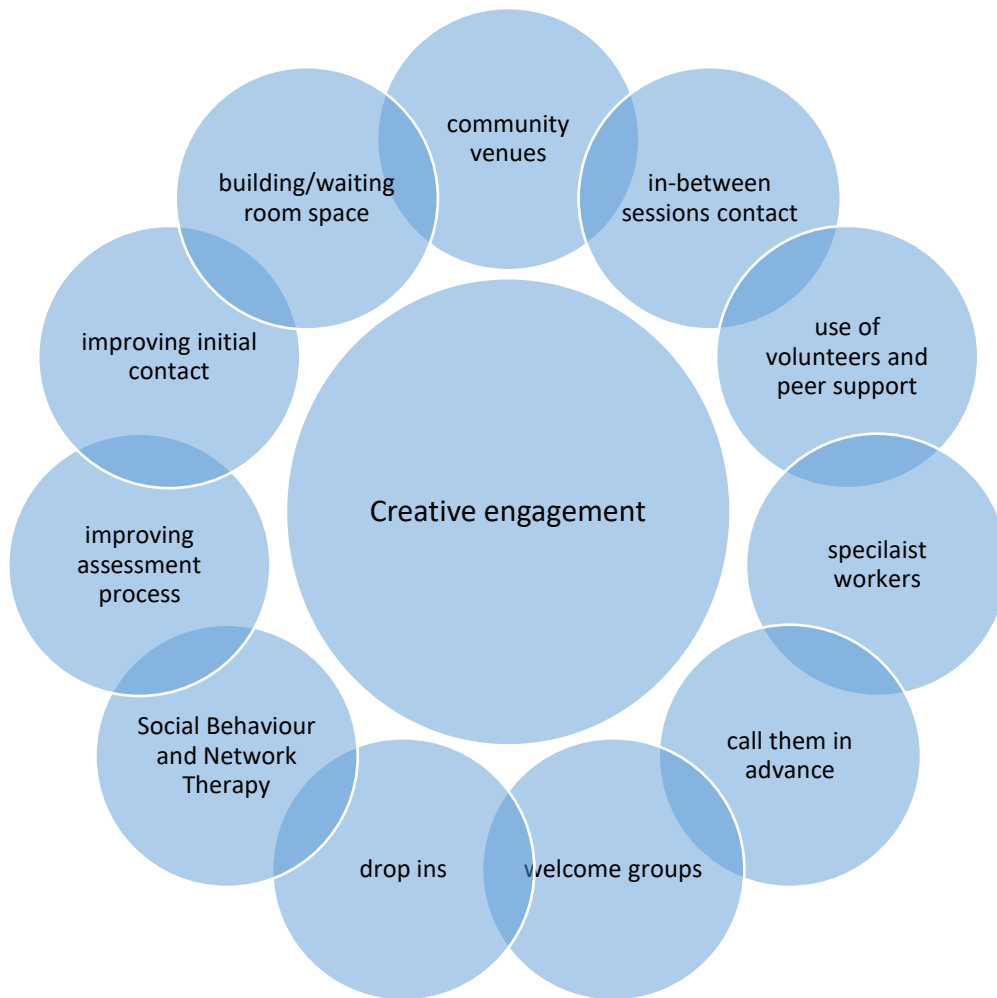 community
venues
in-between
sessions contact
use of
volunteers and
peer support
specilaist
workers
call them in
advance
welcome groups
drop ins
Social Behaviour
and Network
Therapy
improving
assessment
process
improving initial
contact
building/waiting
room space
Creative engagement